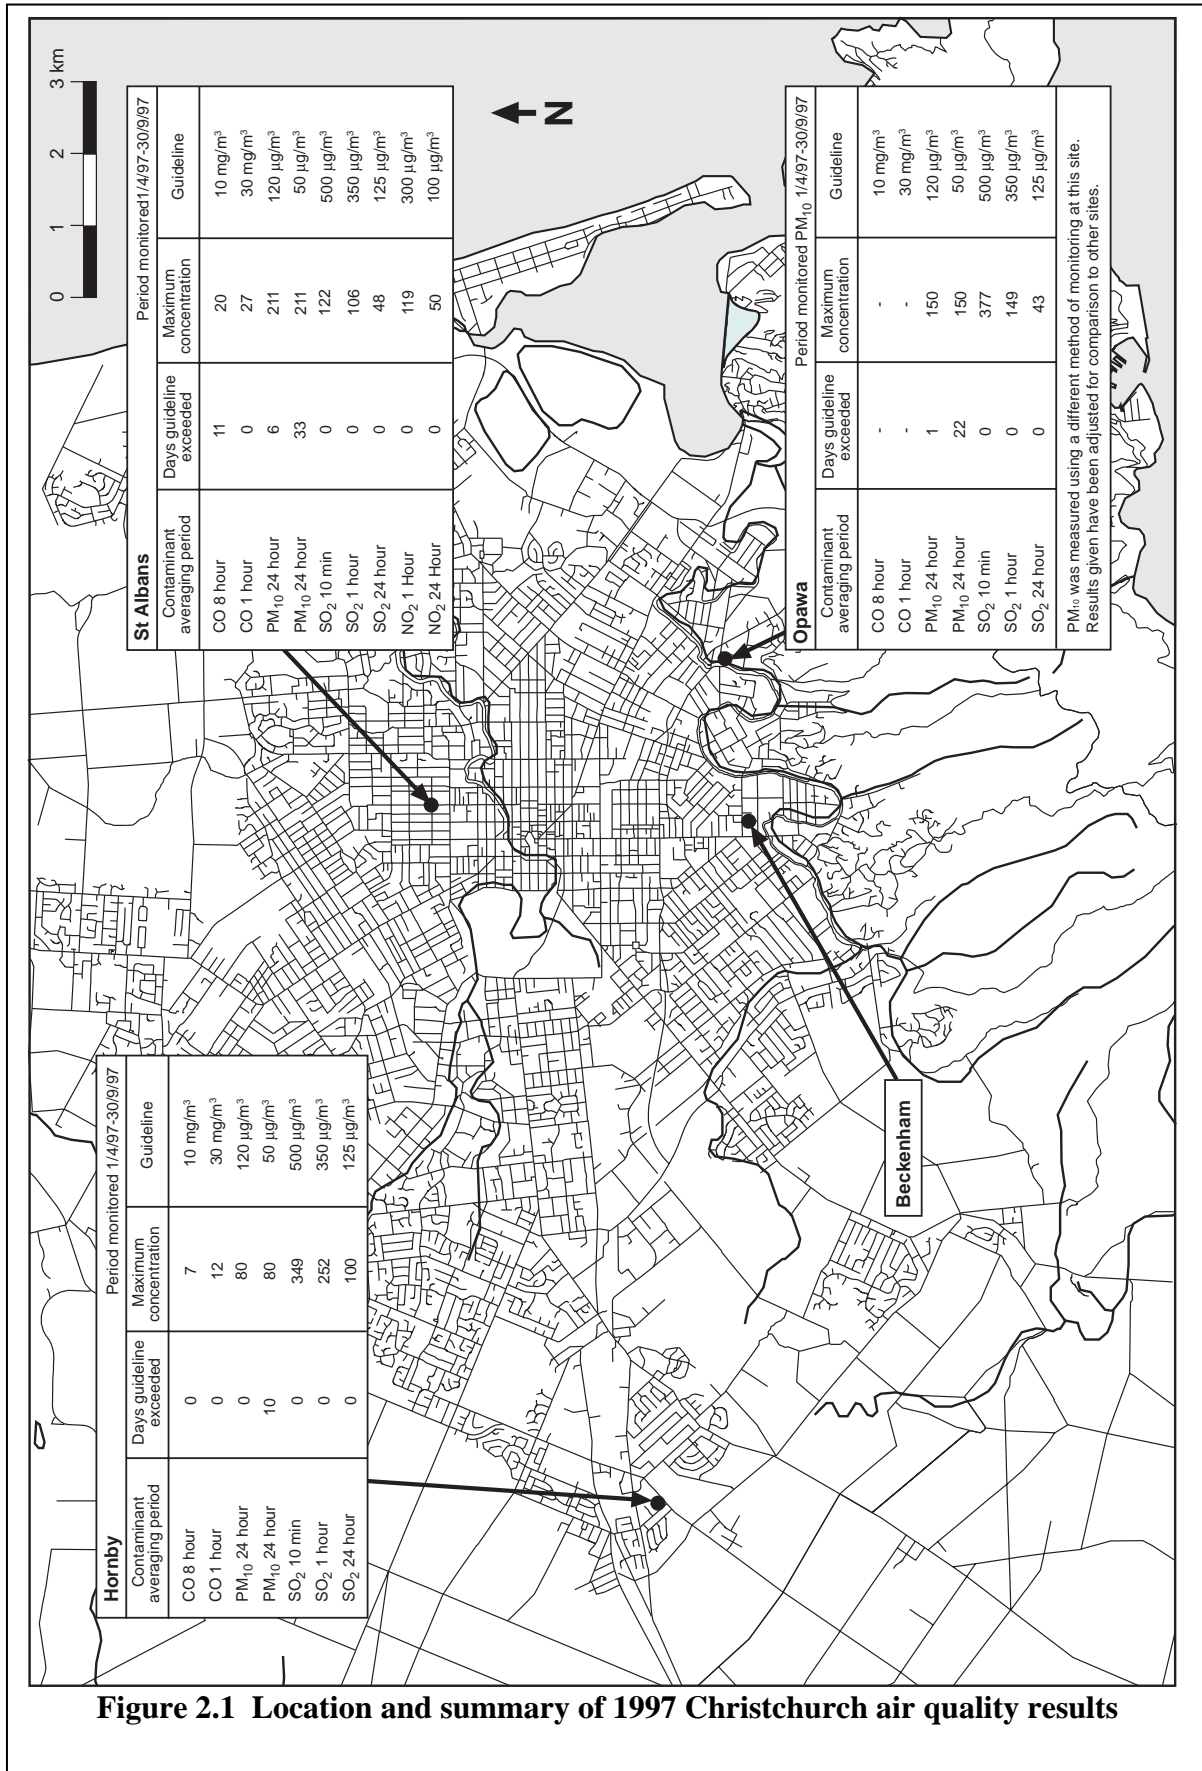 0 1 2 3 km
N
St Albans Period monitored1/4/97-30/9/97
Contaminant averaging period Days guideline exceeded Maximum concentration Guideline
CO 8 hour 11 20 10 mg/m³
CO 1 hour 0 27 30 mg/m³
PM₁₀ 24 hour 6 211 120 µg/m³
PM₁₀ 24 hour 33 211 50 µg/m³
SO₂ 10 min 0 122 500 µg/m³
SO₂ 1 hour 0 106 350 µg/m³
SO₂ 24 hour 0 48 125 µg/m³
NO₂ 1 Hour 0 119 300 µg/m³
NO₂ 24 Hour 0 50 100 µg/m³
Hornby Period monitored 1/4/97-30/9/97
Contaminant averaging period Days guideline exceeded Maximum concentration Guideline
CO 8 hour 0 7 10 mg/m³
CO 1 hour 0 12 30 mg/m³
PM₁₀ 24 hour 0 80 120 µg/m³
PM₁₀ 24 hour 10 80 50 µg/m³
SO₂ 10 min 0 349 500 µg/m³
SO₂ 1 hour 0 252 350 µg/m³
SO₂ 24 hour 0 100 125 µg/m³
Opawa Period monitored PM₁₀ 1/4/97-30/9/97
Contaminant averaging period Days guideline exceeded Maximum concentration Guideline
CO 8 hour - - 10 mg/m³
CO 1 hour - - 30 mg/m³
PM₁₀ 24 hour 1 150 120 µg/m³
PM₁₀ 24 hour 22 150 50 µg/m³
SO₂ 10 min 0 377 500 µg/m³
SO₂ 1 hour 0 149 350 µg/m³
SO₂ 24 hour 0 43 125 µg/m³
PM₁₀ was measured using a different method of monitoring at this site.
Results given have been adjusted for comparison to other sites.
Beckenham
Figure 2.1 Location and summary of 1997 Christchurch air quality results